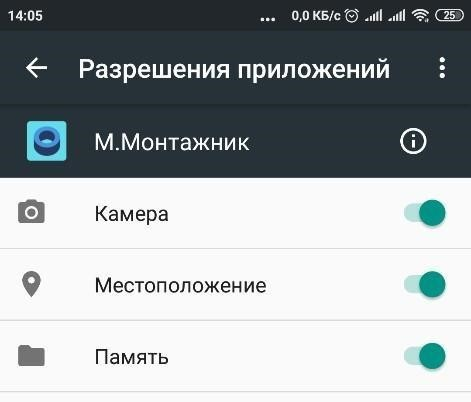 14:05 ... 0,0 КБ/с 25
Разрешения приложений
М.Монтажник
Камера
Местоположение
Память